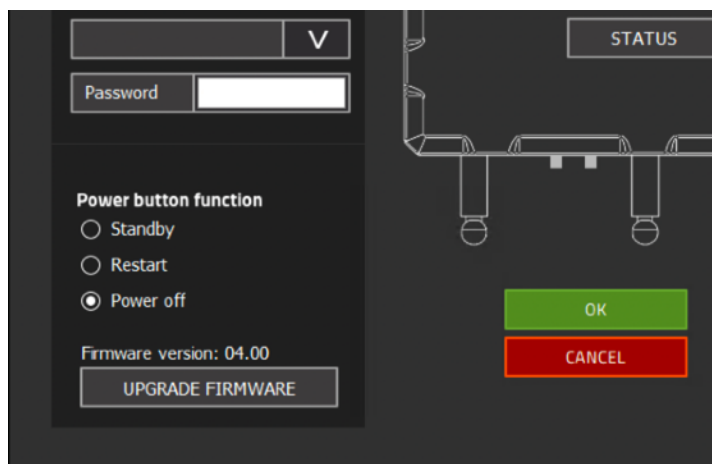 V
STATUS
Password
Power button function
Standby
Restart
Power off
OK
Firmware version: 04.00
CANCEL
UPGRADE FIRMWARE